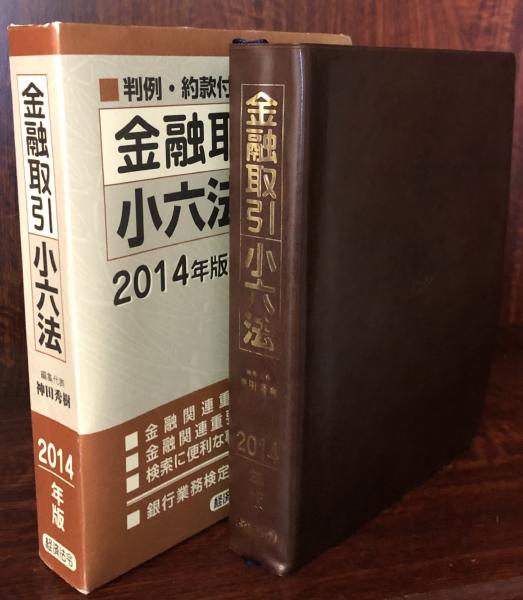 金融取引
小六法
編集代表
神田秀樹
2014
年版
経済法令
■判例・約款付
金融取
小六法
2014年版
■金融関連重
■金融関連重要
■検索に便利な
■銀行業務検定
金融取引
小六法
2014
年版